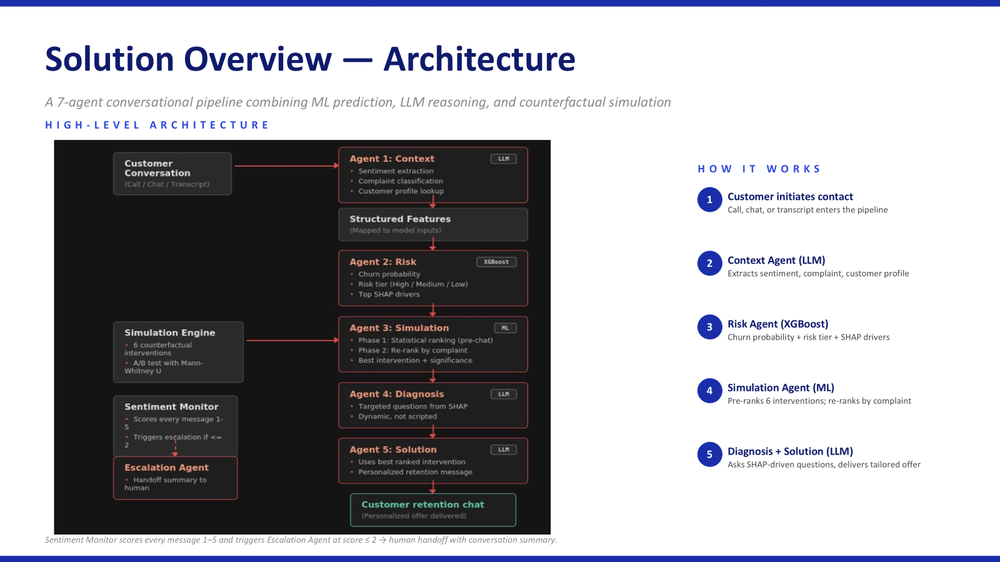 Solution Overview — Architecture
A 7-agent conversational pipeline combining ML prediction, LLM reasoning, and counterfactual simulation
HIGH-LEVEL ARCHITECTURE
Customer
Conversation
(Call / Chat / Transcript)
Agent 1: Context
LLM
• Sentiment extraction
• Complaint classification
• Customer profile lookup
Structured Features
(Mapped to model inputs)
Agent 2: Risk
XGBoost
• Churn probability
• Risk tier (High / Medium / Low)
• Top SHAP drivers
Simulation Engine
• 6 counterfactual
interventions
• A/B test with Mann-
Whitney U
Agent 3: Simulation
ML
• Phase 1: Statistical ranking (pre-chat)
• Phase 2: Re-rank by complaint
• Best intervention + significance
Sentiment Monitor
• Scores every message 1-
5
• Triggers escalation if <=
2
Escalation Agent
• Handoff summary to
human
Agent 4: Diagnosis
LLM
• Targeted questions from SHAP
• Dynamic, not scripted
Agent 5: Solution
LLM
• Uses best ranked intervention
• Personalized retention message
Customer retention chat
(Personalized offer delivered)
Sentiment Monitor scores every message 1–5 and triggers Escalation Agent at score ≤ 2 → human handoff with conversation summary.
HOW IT WORKS
1
Customer initiates contact
Call, chat, or transcript enters the pipeline
2
Context Agent (LLM)
Extracts sentiment, complaint, customer profile
3
Risk Agent (XGBoost)
Churn probability + risk tier + SHAP drivers
4
Simulation Agent (ML)
Pre-ranks 6 interventions; re-ranks by complaint
5
Diagnosis + Solution (LLM)
Asks SHAP-driven questions, delivers tailored offer